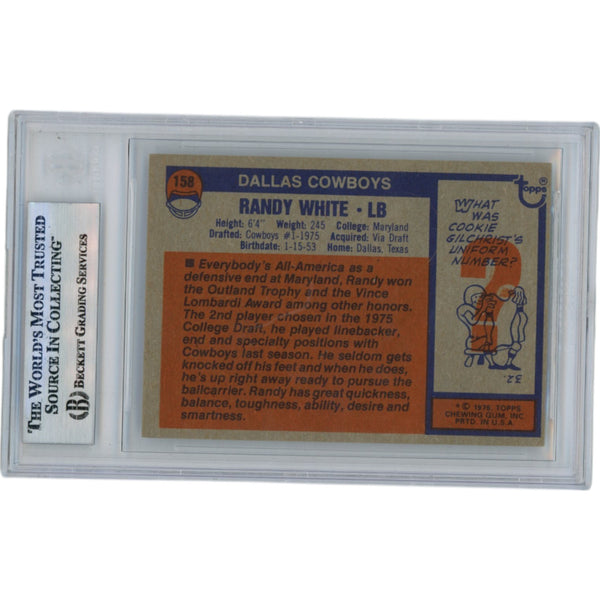 THE WORLD'S MOST TRUSTED
SOURCE IN COLLECTING™
BECKETT GRADING SERVICES
158
DALLAS COWBOYS
topps
RANDY WHITE • LB
Height: 6'4" Weight: 245 College: Maryland
Drafted: Cowboys #1-1975 Acquired: Via Draft
Birthdate: 1-15-53 Home: Dallas, Texas
■ Everybody's All-America as a
defensive end at Maryland, Randy won
the Outland Trophy and the Vince
Lombardi Award among other honors.
The 2nd player chosen in the 1975
College Draft, he played linebacker,
end and specialty positions with
Cowboys last season. He seldom gets
knocked off his feet and when he does,
he's up right away ready to pursue the
ballcarrier. Randy has great quickness,
balance, toughness, ability, desire and
smartness.
WHAT
WAS
COOKIE
GILCHRIST'S
UNIFORM
NUMBER?
32.
* © 1976, TOPPS
CHEWING GUM, INC
PRTD. IN U.S.A